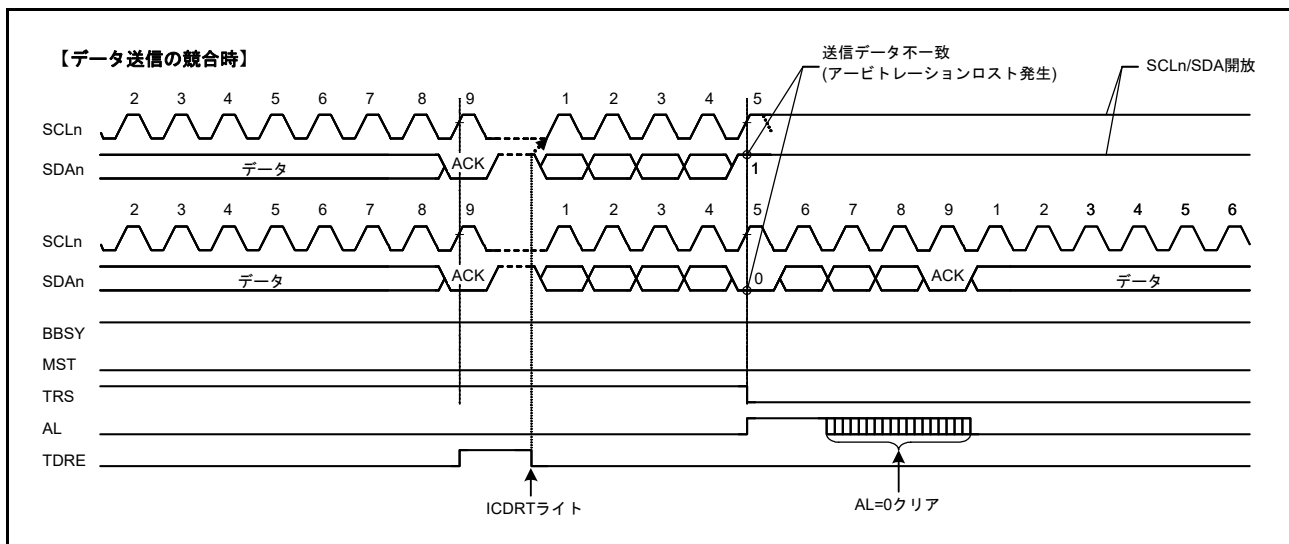 【データ送信の競合時】
送信データ不一致
(アービトレーションロスト発生)
SCLn/SDA開放
2 3 4 5 6 7 8 9 1 2 3 4 5
SCLn
SDAn データ ACK 1
2 3 4 5 6 7 8 9 1 2 3 4 5 6 7 8 9 1 2 3 4 5 6
SCLn
SDAn データ ACK 0 ACK データ
BBSY
MST
TRS
AL
TDRE
ICDRTライト
AL=0クリア